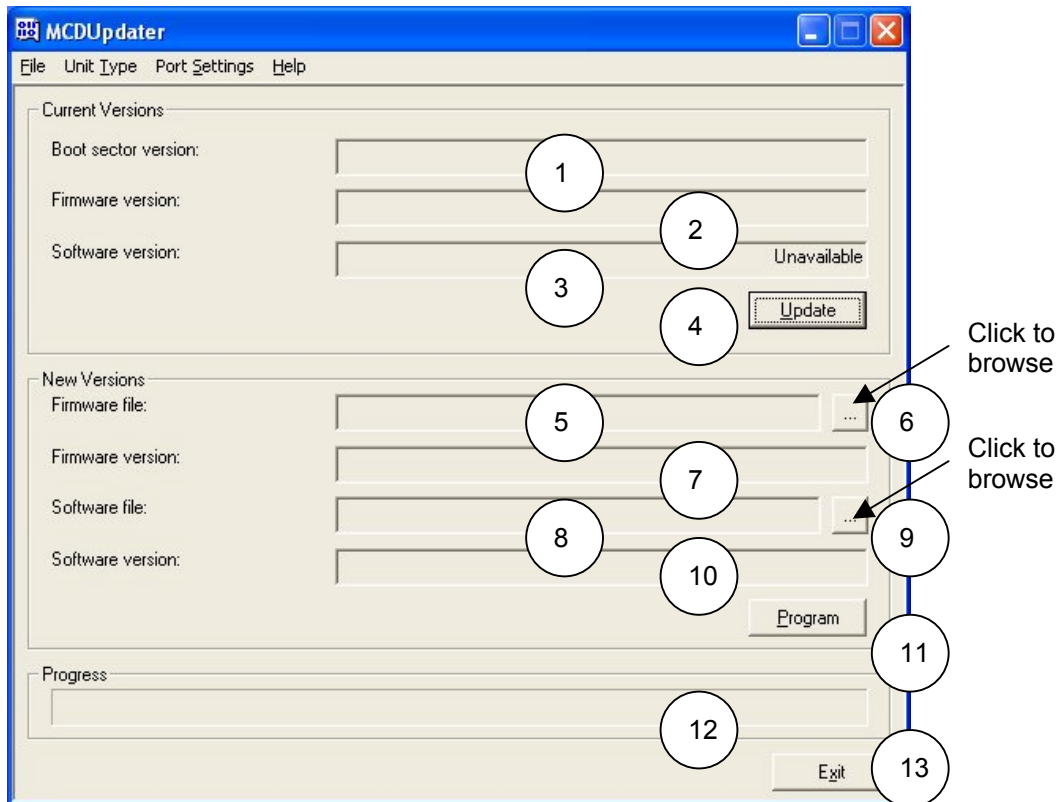 MCDUpdater
File Unit Type Port Settings Help
Current Versions
Boot sector version:
1
Firmware version:
2
Software version:
Unavailable
3
4
Update
Click to
browse
New Versions
Firmware file:
5
...
6
Firmware version:
7
Click to
browse
Software file:
8
...
9
Software version:
10
Program
11
Progress
12
Exit
13